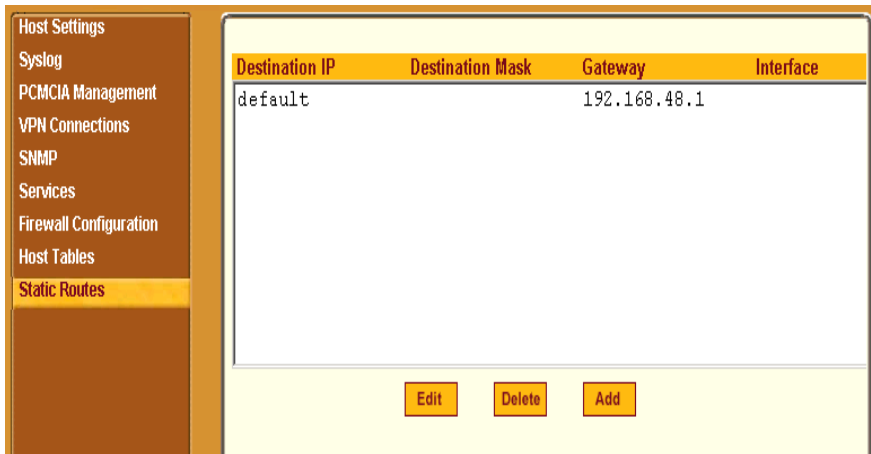 Host Settings
Syslog
PCMCIA Management
VPN Connections
SNMP
Services
Firewall Configuration
Host Tables
Static Routes
Destination IP Destination Mask Gateway Interface
default 192.168.48.1
Edit Delete Add